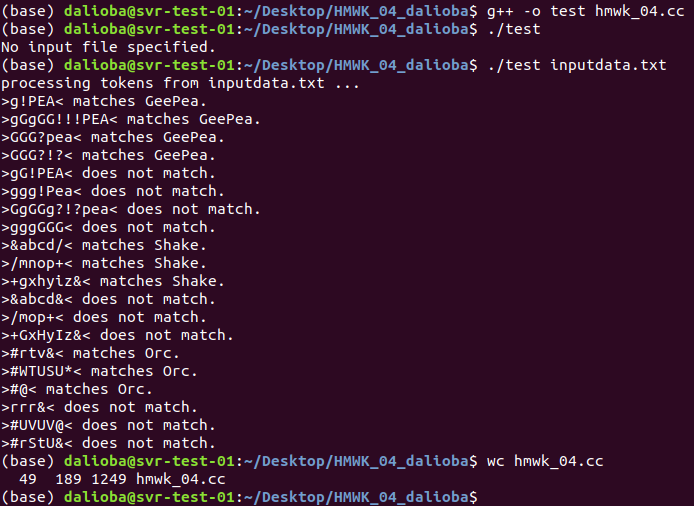 (base) dalioba@svr-test-01:~/Desktop/HMWK_04_dalioba$ g++ -o test hmwk_04.cc
(base) dalioba@svr-test-01:~/Desktop/HMWK_04_dalioba$ ./test
No input file specified.
(base) dalioba@svr-test-01:~/Desktop/HMWK_04_dalioba$ ./test inputdata.txt
processing tokens from inputdata.txt ...
>g!PEA< matches GeePea.
>gGgGG!!!PEA< matches GeePea.
>GGG?pea< matches GeePea.
>GGG?!?< matches GeePea.
>gG!PEA< does not match.
>ggg!Pea< does not match.
>GgGGg?!?pea< does not match.
>gggGGG< does not match.
>&abcd/< matches Shake.
>/mnop+< matches Shake.
>+gxhyiz&< matches Shake.
>&abcd&< does not match.
>/mop+< does not match.
>+GxHyIz&< does not match.
>#rtv&< matches Orc.
>#WTUSU*< matches Orc.
>#@< matches Orc.
>rrr&< does not match.
>#UVUV@< does not match.
>#rStU&< does not match.
(base) dalioba@svr-test-01:~/Desktop/HMWK_04_dalioba$ wc hmwk_04.cc
49 189 1249 hmwk_04.cc
(base) dalioba@svr-test-01:~/Desktop/HMWK_04_dalioba$